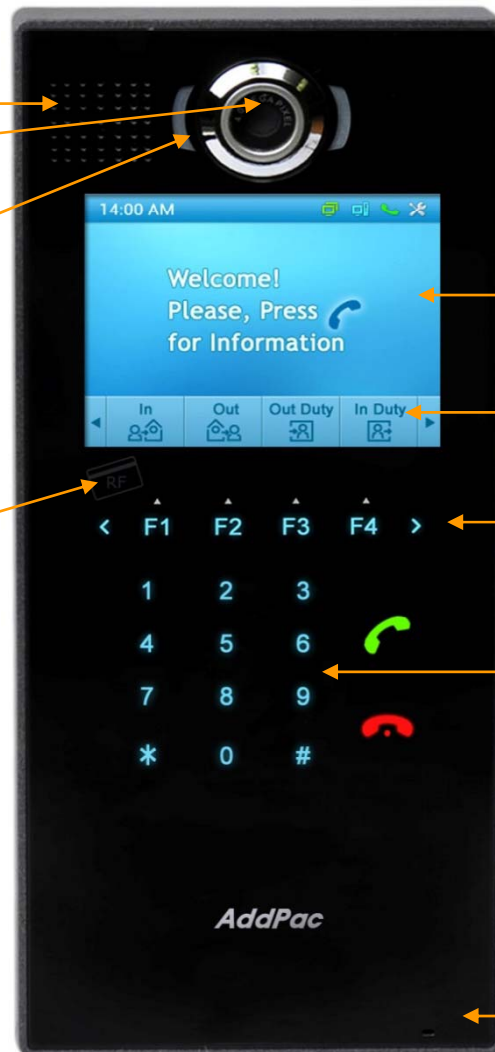 PIXEL
14:00 AM
Welcome!
Please, Press
for Information
In Out Out Duty In Duty
RF
< F1 F2 F3 F4 >
1 2 3
4 5 6
7 8 9
* 0 #
AddPac